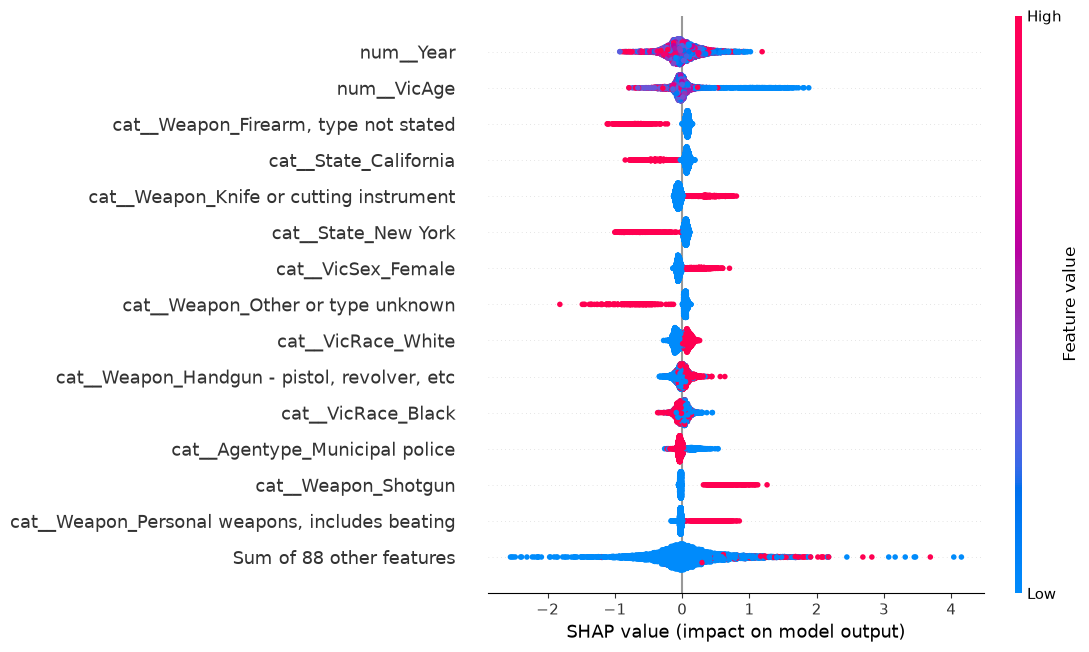 High
num__Year
num__VicAge
cat__Weapon_Firearm, type not stated
cat__State_California
cat__Weapon_Knife or cutting instrument
cat__State_New York
cat__VicSex_Female
cat__Weapon_Other or type unknown
cat__VicRace_White
cat__Weapon_Handgun - pistol, revolver, etc
cat__VicRace_Black
cat__Agentype_Municipal police
cat__Weapon_Shotgun
cat__Weapon_Personal weapons, includes beating
Sum of 88 other features
Feature value
Low
−2 −1 0 1 2 3 4
SHAP value (impact on model output)